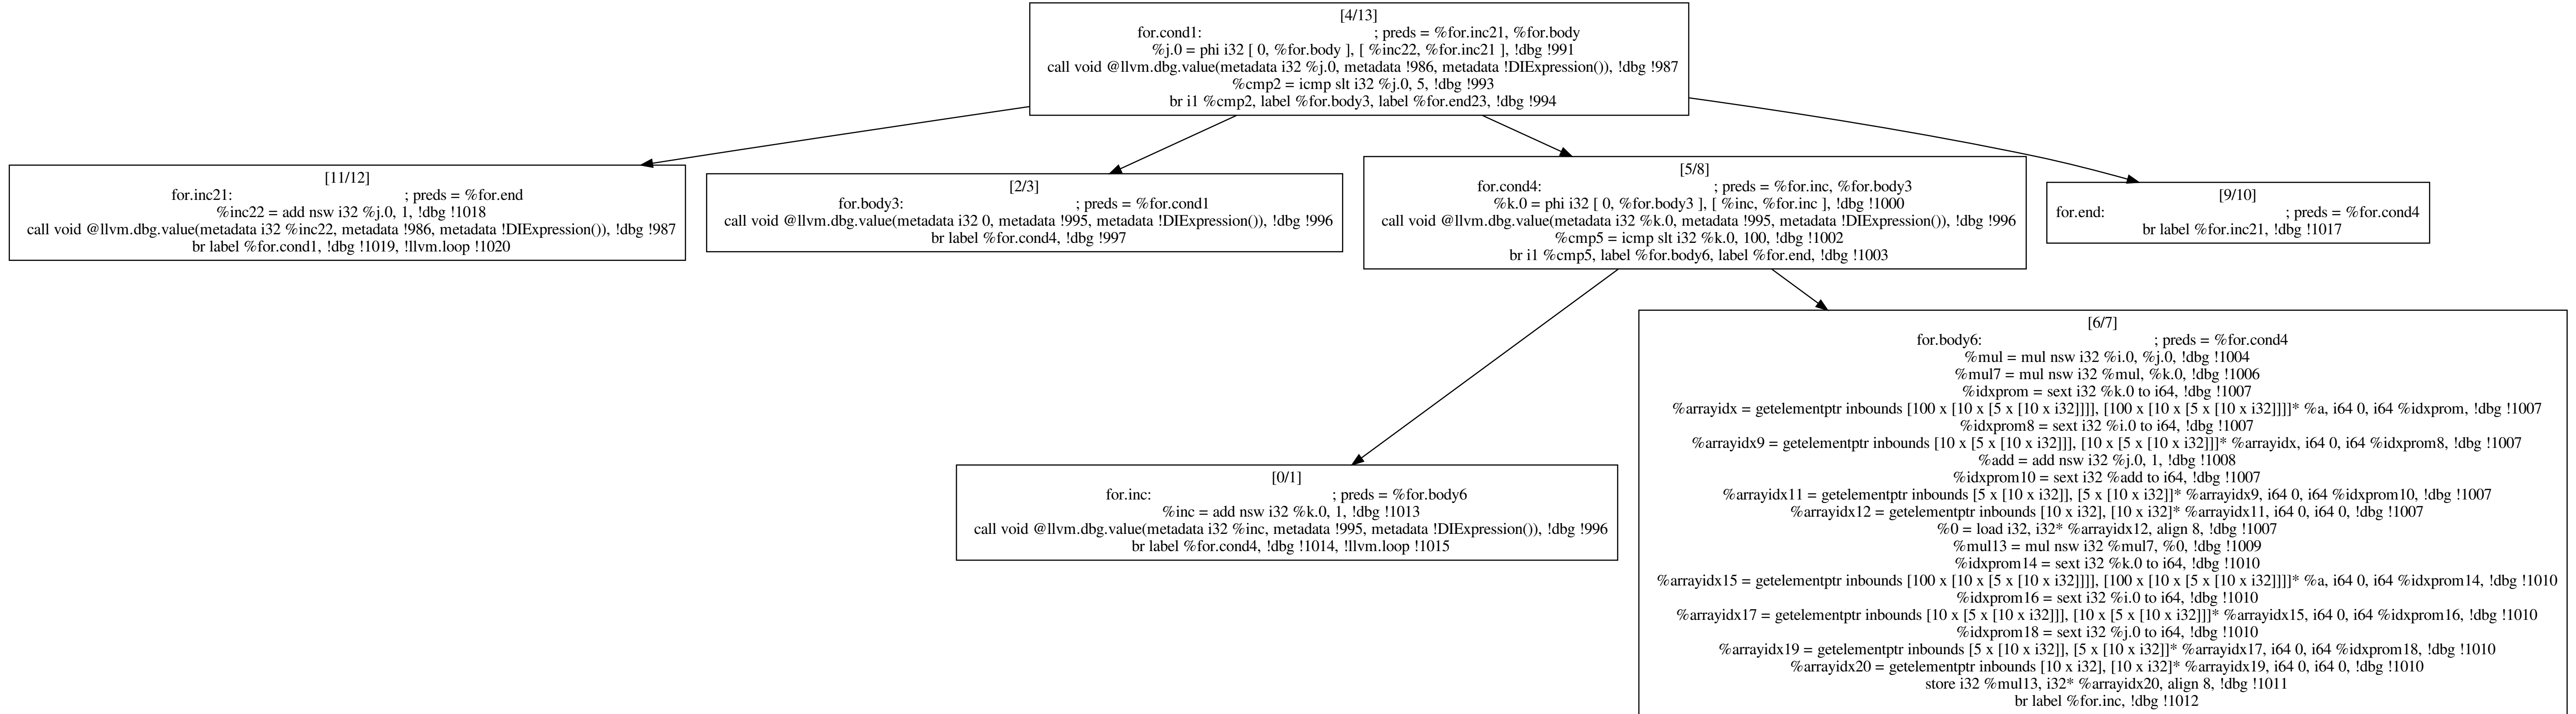 [4/13]
for.cond1: ; preds = %for.inc21, %for.body
%j.0 = phi i32 [ 0, %for.body ], [ %inc22, %for.inc21 ], !dbg !991
call void @llvm.dbg.value(metadata i32 %j.0, metadata !986, metadata !DIExpression()), !dbg !987
%cmp2 = icmp slt i32 %j.0, 5, !dbg !993
br i1 %cmp2, label %for.body3, label %for.end23, !dbg !994
[11/12]
for.inc21: ; preds = %for.end
%inc22 = add nsw i32 %j.0, 1, !dbg !1018
call void @llvm.dbg.value(metadata i32 %inc22, metadata !986, metadata !DIExpression()), !dbg !987
br label %for.cond1, !dbg !1019, !llvm.loop !1020
[2/3]
for.body3: ; preds = %for.cond1
call void @llvm.dbg.value(metadata i32 0, metadata !995, metadata !DIExpression()), !dbg !996
br label %for.cond4, !dbg !997
[5/8]
for.cond4: ; preds = %for.inc, %for.body3
%k.0 = phi i32 [ 0, %for.body3 ], [ %inc, %for.inc ], !dbg !1000
call void @llvm.dbg.value(metadata i32 %k.0, metadata !995, metadata !DIExpression()), !dbg !996
%cmp5 = icmp slt i32 %k.0, 100, !dbg !1002
br i1 %cmp5, label %for.body6, label %for.end, !dbg !1003
[9/10]
for.end: ; preds = %for.cond4
br label %for.inc21, !dbg !1017
[0/1]
for.inc: ; preds = %for.body6
%inc = add nsw i32 %k.0, 1, !dbg !1013
call void @llvm.dbg.value(metadata i32 %inc, metadata !995, metadata !DIExpression()), !dbg !996
br label %for.cond4, !dbg !1014, !llvm.loop !1015
[6/7]
for.body6: ; preds = %for.cond4
%mul = mul nsw i32 %i.0, %j.0, !dbg !1004
%mul7 = mul nsw i32 %mul, %k.0, !dbg !1006
%idxprom = sext i32 %k.0 to i64, !dbg !1007
%arrayidx = getelementptr inbounds [100 x [10 x [5 x [10 x i32]]]], [100 x [10 x [5 x [10 x i32]]]]* %a, i64 0, i64 %idxprom, !dbg !1007
%idxprom8 = sext i32 %i.0 to i64, !dbg !1007
%arrayidx9 = getelementptr inbounds [10 x [5 x [10 x i32]]], [10 x [5 x [10 x i32]]]* %arrayidx, i64 0, i64 %idxprom8, !dbg !1007
%add = add nsw i32 %j.0, 1, !dbg !1008
%idxprom10 = sext i32 %add to i64, !dbg !1007
%arrayidx11 = getelementptr inbounds [5 x [10 x i32]], [5 x [10 x i32]]* %arrayidx9, i64 0, i64 %idxprom10, !dbg !1007
%arrayidx12 = getelementptr inbounds [10 x i32], [10 x i32]* %arrayidx11, i64 0, i64 0, !dbg !1007
%0 = load i32, i32* %arrayidx12, align 8, !dbg !1007
%mul13 = mul nsw i32 %mul7, %0, !dbg !1009
%idxprom14 = sext i32 %k.0 to i64, !dbg !1010
%arrayidx15 = getelementptr inbounds [100 x [10 x [5 x [10 x i32]]]], [100 x [10 x [5 x [10 x i32]]]]* %a, i64 0, i64 %idxprom14, !dbg !1010
%idxprom16 = sext i32 %i.0 to i64, !dbg !1010
%arrayidx17 = getelementptr inbounds [10 x [5 x [10 x i32]]], [10 x [5 x [10 x i32]]]* %arrayidx15, i64 0, i64 %idxprom16, !dbg !1010
%idxprom18 = sext i32 %j.0 to i64, !dbg !1010
%arrayidx19 = getelementptr inbounds [5 x [10 x i32]], [5 x [10 x i32]]* %arrayidx17, i64 0, i64 %idxprom18, !dbg !1010
%arrayidx20 = getelementptr inbounds [10 x i32], [10 x i32]* %arrayidx19, i64 0, i64 0, !dbg !1010
store i32 %mul13, i32* %arrayidx20, align 8, !dbg !1011
br label %for.inc, !dbg !1012